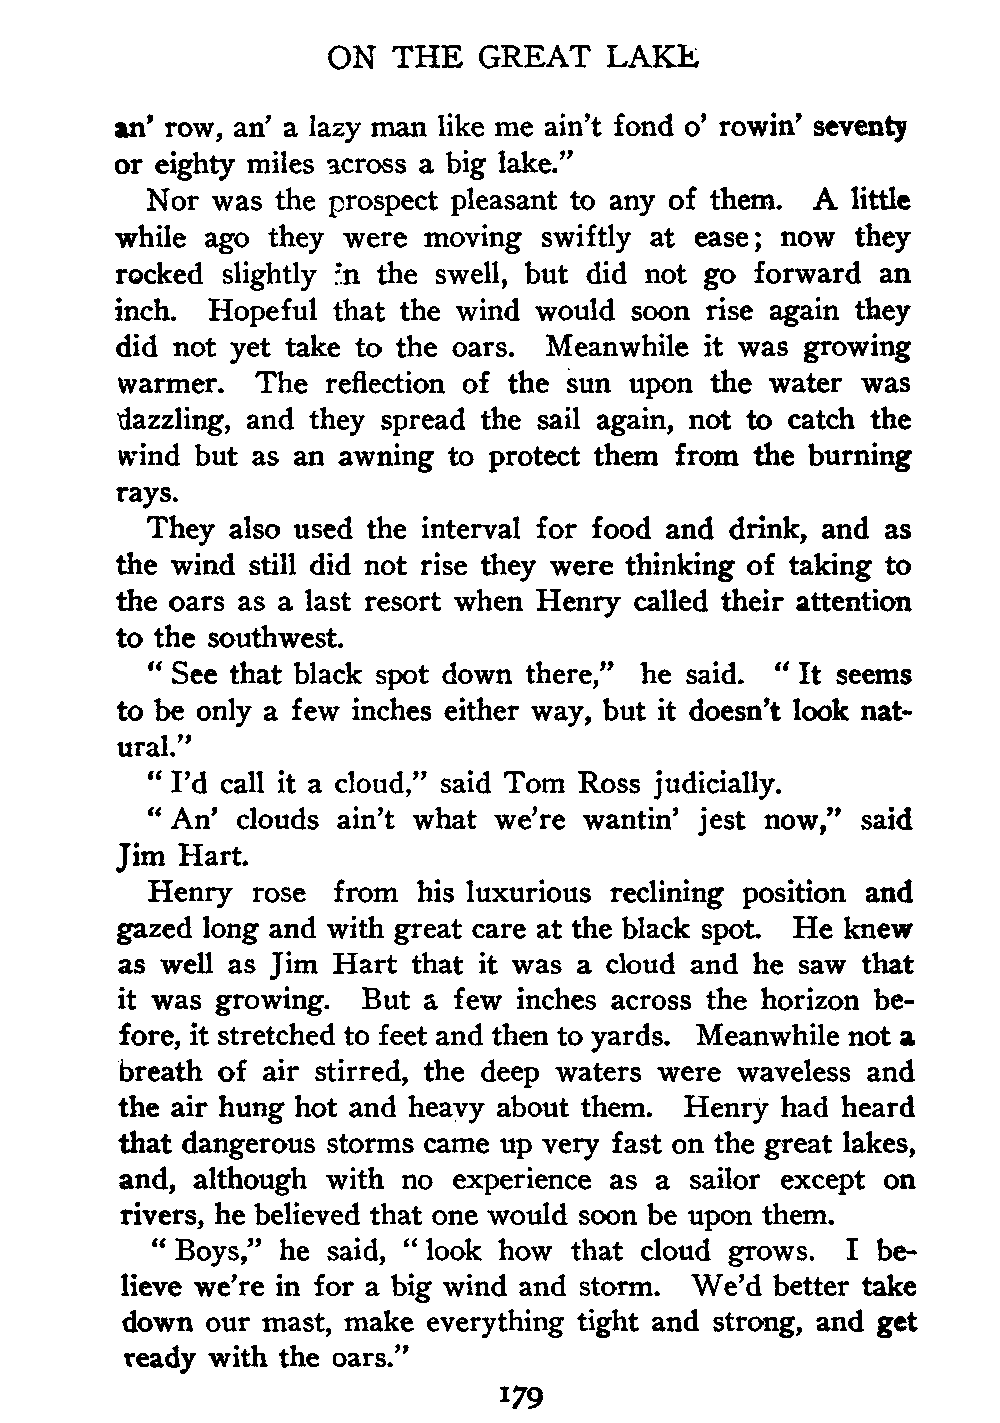 ON THE GREAT LAKE
an' row, an' a lazy man like me ain't fond o' rowin' seventy
or eighty miles across a big lake."
Nor was the prospect pleasant to any of them. A little
while ago they were moving swiftly at ease; now they
rocked slightly in the swell, but did not go forward an
inch. Hopeful that the wind would soon rise again they
did not yet take to the oars. Meanwhile it was growing
warmer. The reflection of the sun upon the water was
dazzling, and they spread the sail again, not to catch the
wind but as an awning to protect them from the burning
rays.
They also used the interval for food and drink, and as
the wind still did not rise they were thinking of taking to
the oars as a last resort when Henry called their attention
to the southwest.
"See that black spot down there," he said. "It seems
to be only a few inches either way, but it doesn't look nat-
ural."
"I'd call it a cloud," said Tom Ross judicially.
"An' clouds ain't what we're wantin' jest now," said
Jim Hart.
Henry rose from his luxurious reclining position and
gazed long and with great care at the black spot. He knew
as well as Jim Hart that it was a cloud and he saw that
it was growing. But a few inches across the horizon be-
fore, it stretched to feet and then to yards. Meanwhile not a
breath of air stirred, the deep waters were waveless and
the air hung hot and heavy about them. Henry had heard
that dangerous storms came up very fast on the great lakes,
and, although with no experience as a sailor except on
rivers, he believed that one would soon be upon them.
"Boys," he said, "look how that cloud grows. I be-
lieve we're in for a big wind and storm. We'd better take
down our mast, make everything tight and strong, and get
ready with the oars."
179